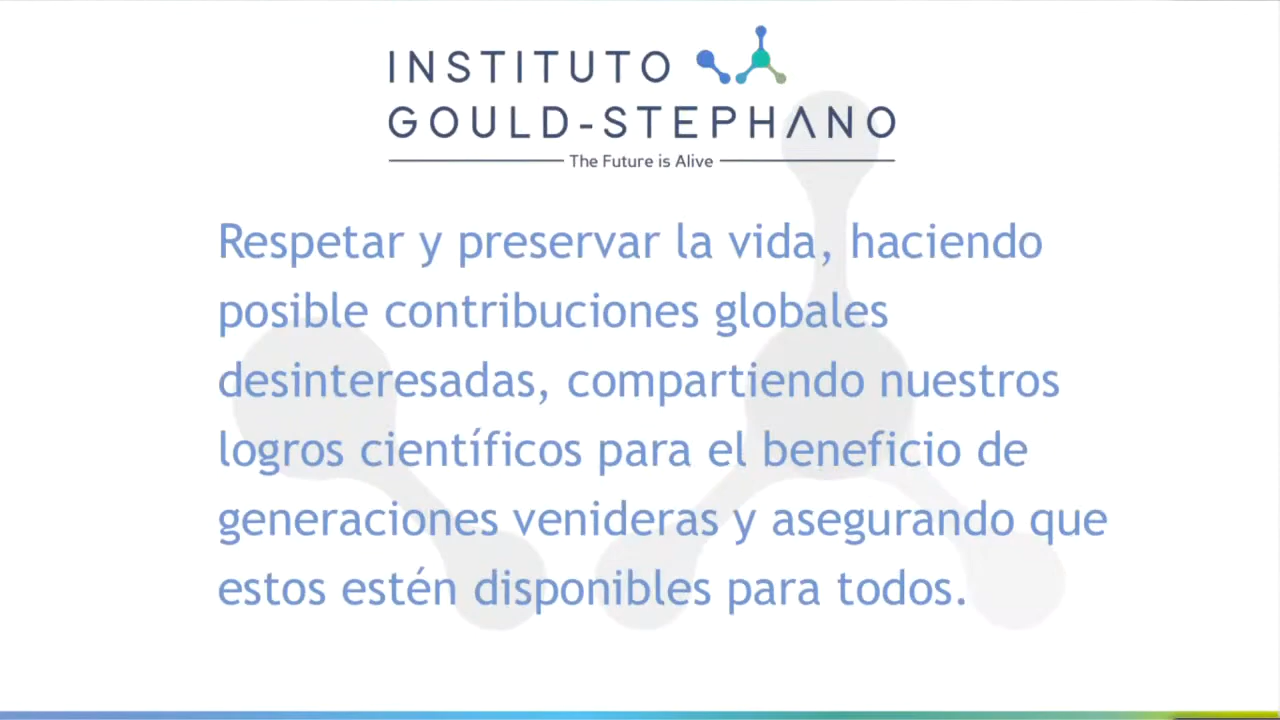 INSTITUTO
GOULD-STEPHANO
The Future is Alive
Respetar y preservar la vida, haciendo
posible contribuciones globales
desinteresadas, compartiendo nuestros
logros científicos para el beneficio de
generaciones venideras y asegurando que
estos estén disponibles para todos.